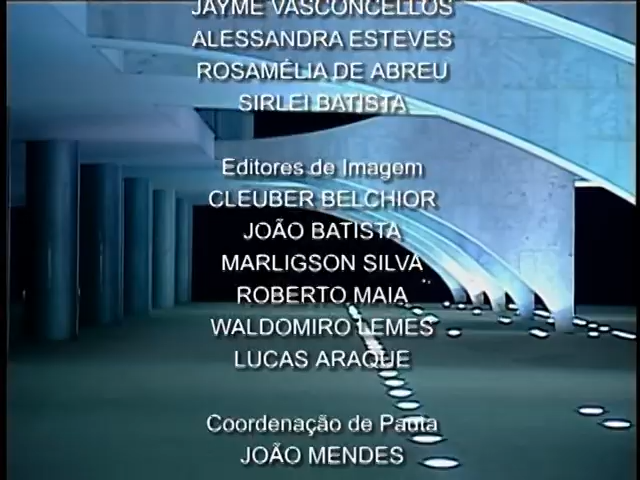 JAYME VASCONCELLOS
ALESSANDRA ESTEVES
ROSAMÉLIA DE ABREU
SIRLEI BATISTA
Editores de Imagem
CLEUBER BELCHIOR
JOÃO BATISTA
MARLIGSON SILVA
ROBERTO MAIA
WALDOMIRO LEMES
LUCAS ARAQUE
Coordenação de Pauta
JOÃO MENDES